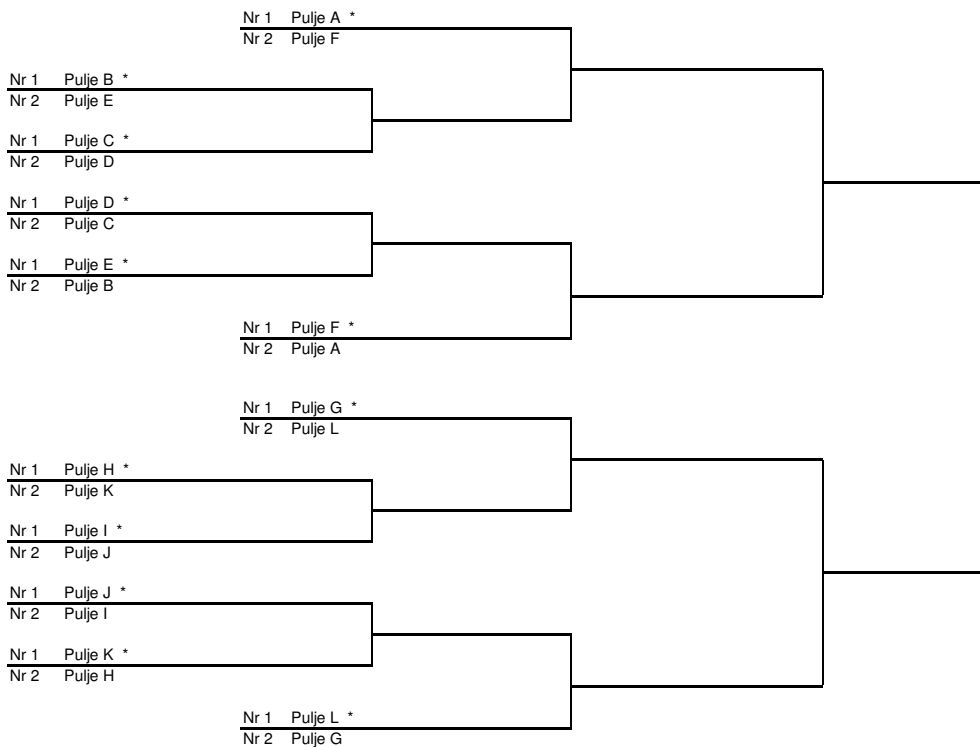 Nr 1 Pulje A *
Nr 2 Pulje F
Nr 1 Pulje B *
Nr 2 Pulje E
Nr 1 Pulje C *
Nr 2 Pulje D
Nr 1 Pulje D *
Nr 2 Pulje C
Nr 1 Pulje E *
Nr 2 Pulje B
Nr 1 Pulje F *
Nr 2 Pulje A
Nr 1 Pulje G *
Nr 2 Pulje L
Nr 1 Pulje H *
Nr 2 Pulje K
Nr 1 Pulje I *
Nr 2 Pulje J
Nr 1 Pulje J *
Nr 2 Pulje I
Nr 1 Pulje K *
Nr 2 Pulje H
Nr 1 Pulje L *
Nr 2 Pulje G